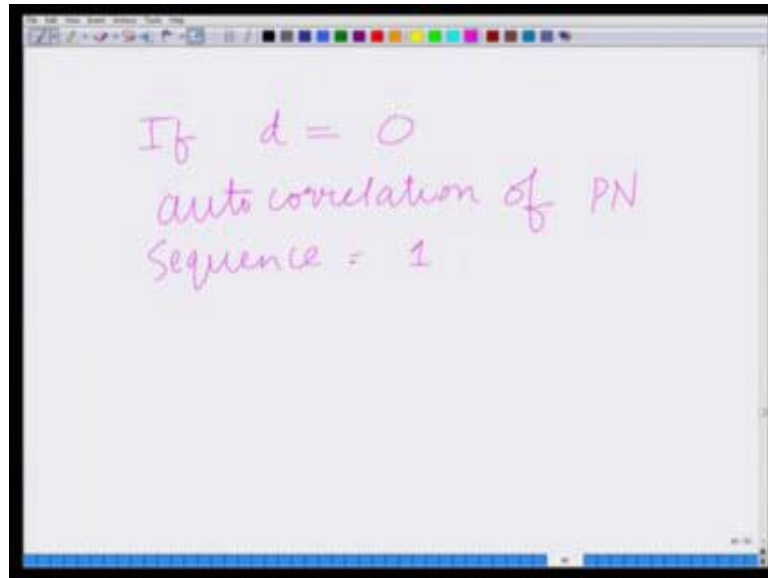 If d = 0
auto correlation of PN
Sequence = 1